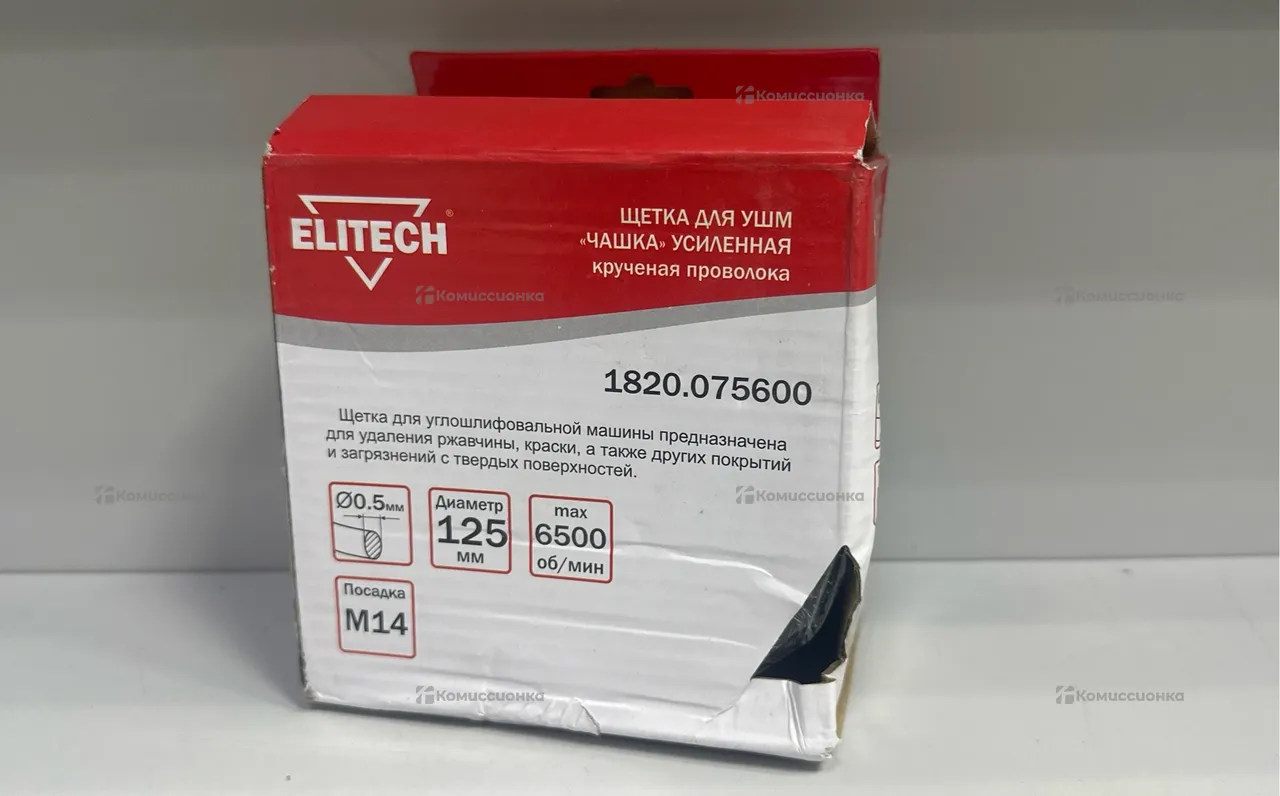 Комиссионка
ELITECH®
ЩЕТКА ДЛЯ УШМ
«ЧАШКА» УСИЛЕННАЯ
крученая проволока
Комиссионка
Комиссионка
1820.075600
Щетка для углошлифовальной машины предназначена
для удаления ржавчины, краски, а также других покрытий
и загрязнений с твердых поверхностей.
Комиссионка
Комиссионка
Ø0.5мм
Диаметр
125
мм
max
6500
об/мин
Посадка
М14
Комиссионка
Комиссионка